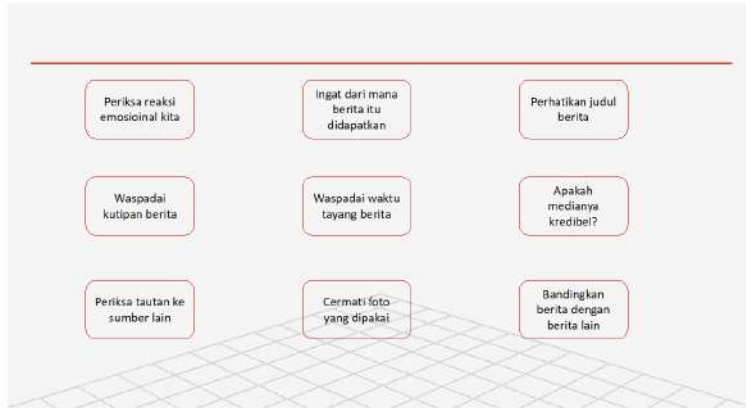 Periksa reaksi
emosioinal kita
Ingat dari mana
berita itu
didapatkan
Perhatikan judul
berita
Waspadai
kutipan berita
Waspadai waktu
tayang berita
Apakah
medianya
kredibel?
Periksa tautan ke
sumber lain
Cermati foto
yang dipakai
Bandingkan
berita dengan
berita lain